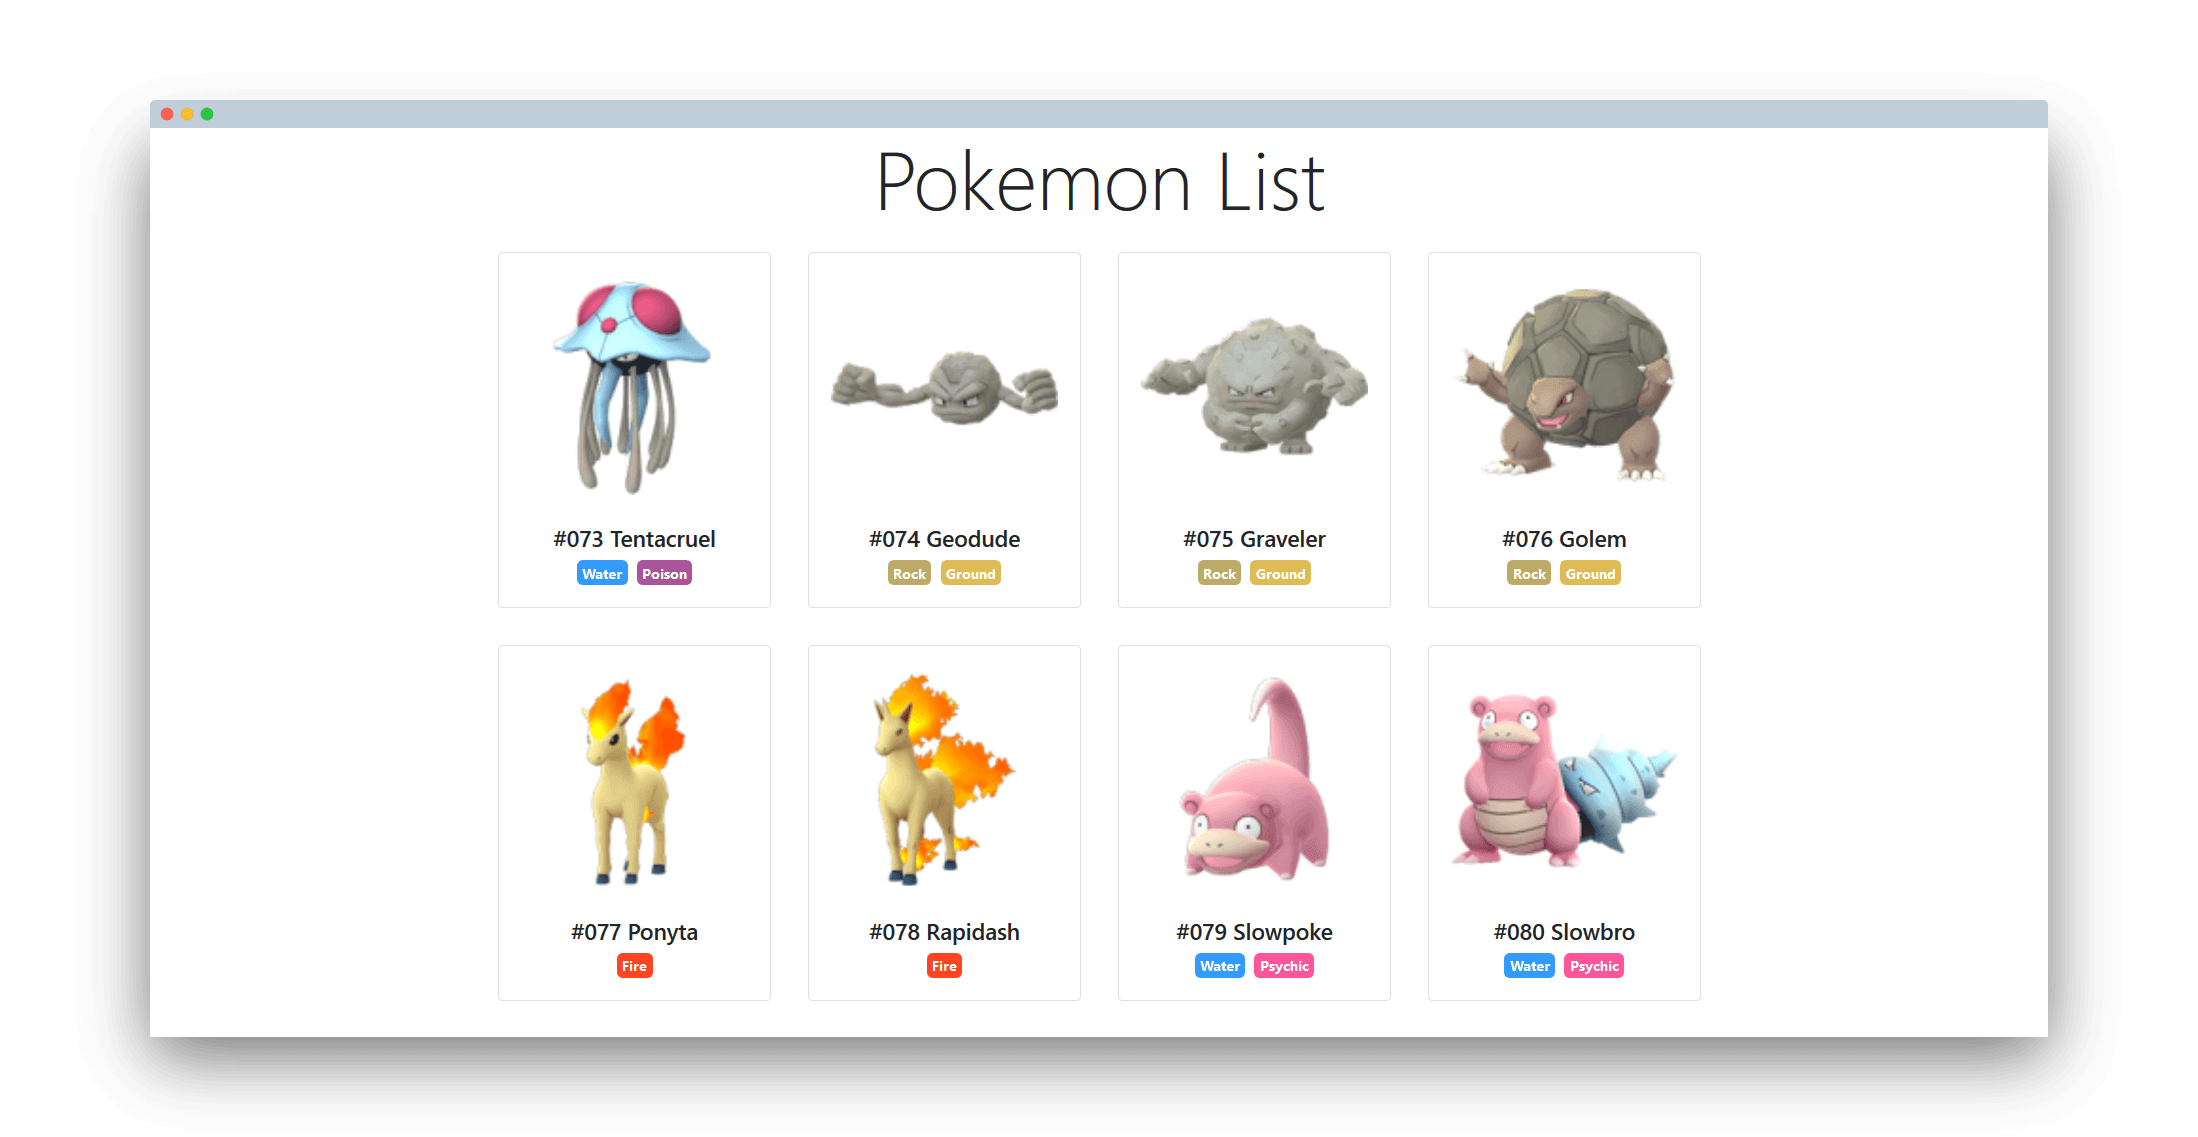 Pokemon List
#073 Tentacruel
Water Poison
#074 Geodude
Rock Ground
#075 Graveler
Rock Ground
#076 Golem
Rock Ground
#077 Ponyta
Fire
#078 Rapidash
Fire
#079 Slowpoke
Water Psychic
#080 Slowbro
Water Psychic